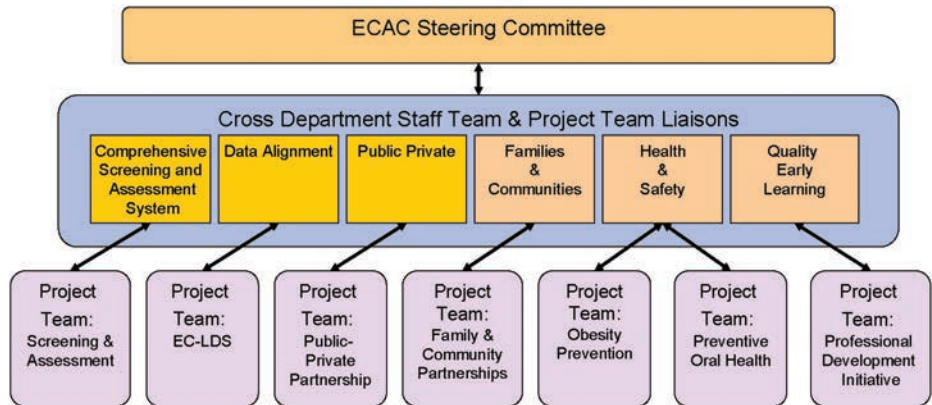 ECAC Steering Committee
Cross Department Staff Team & Project Team Liaisons
Comprehensive
Screening and
Assessment
System
Data Alignment
Public Private
Families
&
Communities
Health
&
Safety
Quality
Early
Learning
Project
Team:
Screening &
Assessment
Project
Team:
EC-LDS
Project
Team:
Public-
Private
Partnership
Project
Team:
Family &
Community
Partnerships
Project
Team:
Obesity
Prevention
Project
Team:
Preventive
Oral Health
Project
Team:
Professional
Development
Initiative